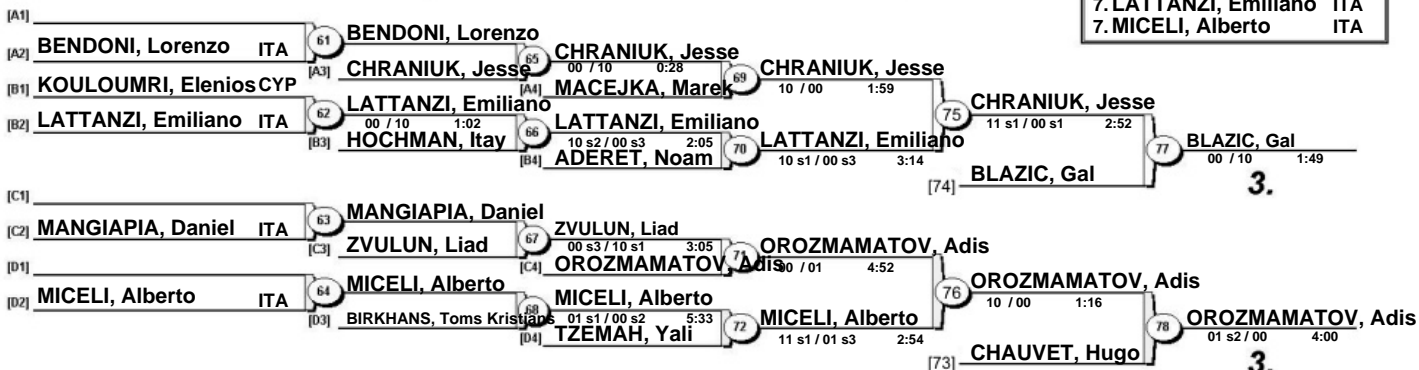 7. LATTANZI, Emiliano ITA
7. MICELI, Alberto ITA
[A1]
[A2] BENDONI, Lorenzo ITA
61
BENDONI, Lorenzo
[A3] CHRANIUK, Jesse
65
CHRANIUK, Jesse
00 / 10 0:28
[A4] MACEJKA, Marek
69
CHRANIUK, Jesse
10 / 00 1:59
[B1] KOULOUMRI, Elenios CYP
[B2] LATTANZI, Emiliano ITA
62
LATTANZI, Emiliano
00 / 10 1:02
[B3] HOCHMAN, Itay
66
LATTANZI, Emiliano
10 s2 / 00 s3 2:05
[B4] ADERET, Noam
70
LATTANZI, Emiliano
10 s1 / 00 s3 3:14
75
CHRANIUK, Jesse
11 s1 / 00 s1 2:52
[74] BLAZIC, Gal
77
BLAZIC, Gal
00 / 10 1:49
3.
[C1]
[C2] MANGIAPIA, Daniel ITA
63
MANGIAPIA, Daniel
[C3] ZVULUN, Liad
67
ZVULUN, Liad
00 s3 / 10 s1 3:05
[C4] OROZMAMATOV, Adis
71
OROZMAMATOV, Adis
00 / 01 4:52
[D1]
[D2] MICELI, Alberto ITA
64
MICELI, Alberto
[D3] BIRKHANS, Toms Kristians
68
MICELI, Alberto
01 s1 / 00 s2 5:33
[D4] TZEMAH, Yali
72
MICELI, Alberto
11 s1 / 01 s3 2:54
76
OROZMAMATOV, Adis
10 / 00 1:16
[73] CHAUVET, Hugo
78
OROZMAMATOV, Adis
01 s2 / 00 4:00
3.